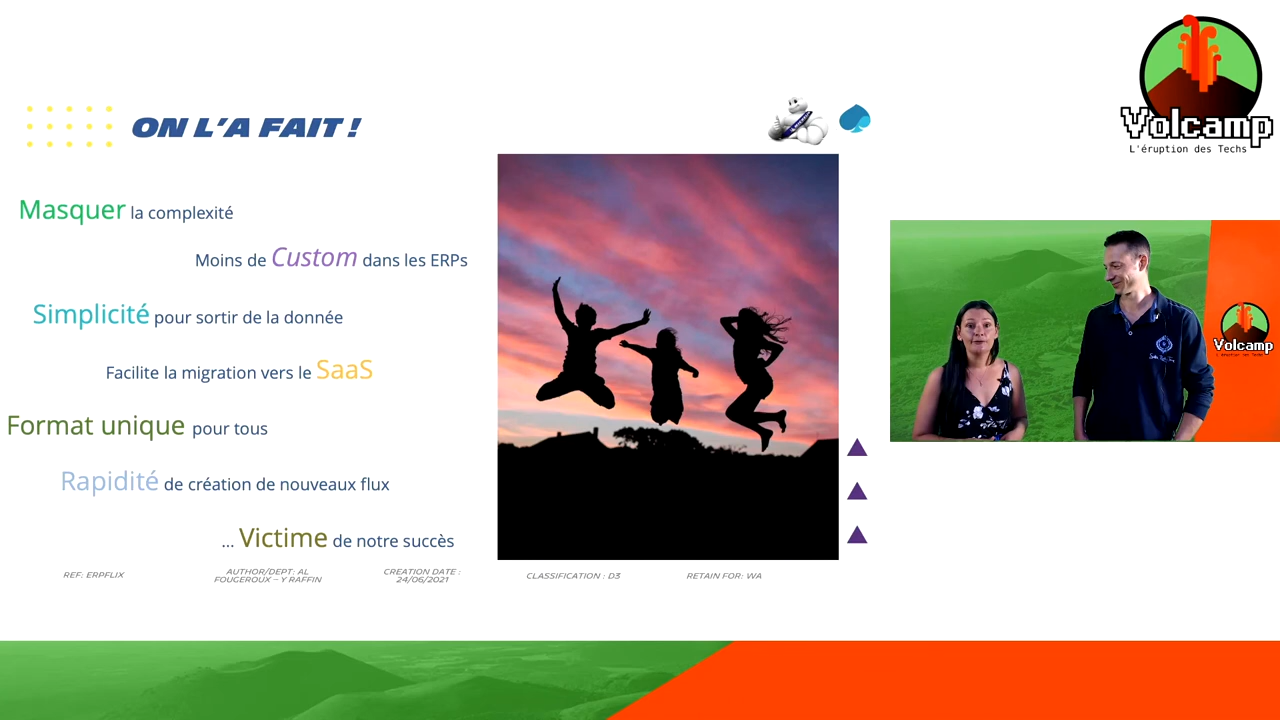 ON L'A FAIT !
Masquer la complexité
Moins de Custom dans les ERPs
Simplicité pour sortir de la donnée
Facilite la migration vers le SaaS
Format unique pour tous
Rapidité de création de nouveaux flux
... Victime de notre succès
REF: ERPFLIX
AUTHOR/DEPT: AL
FOUGEROUX – Y RAFFIN
CREATION DATE :
24/06/2021
CLASSIFICATION : D3
RETAIN FOR: WA
Volcamp
L'éruption des Techs
Volcamp